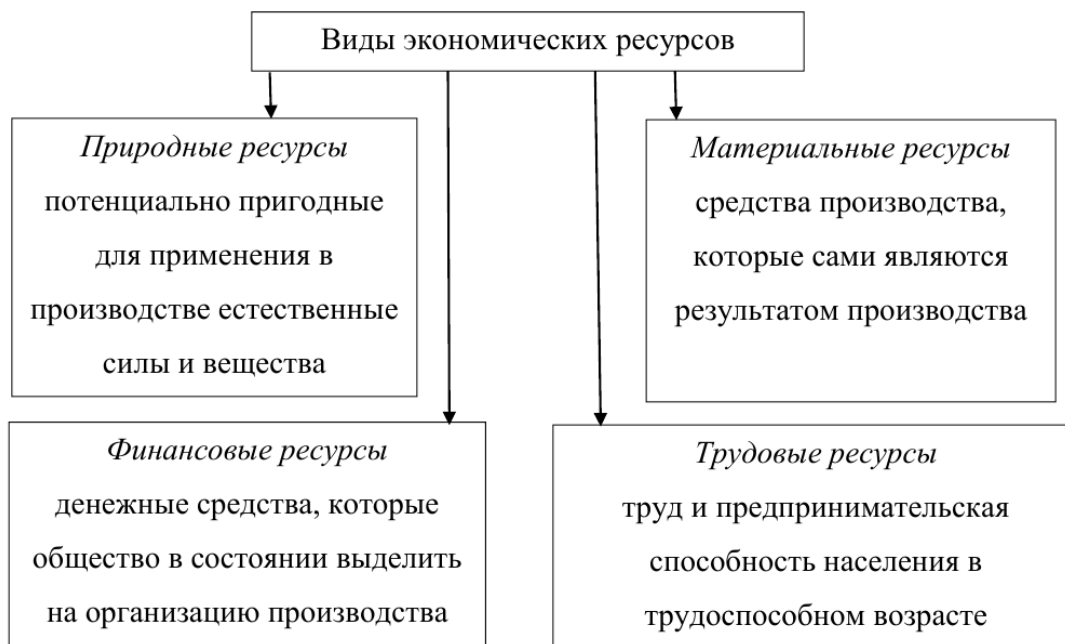 Виды экономических ресурсов
Природные ресурсы
потенциально пригодные
для применения в
производстве естественные
силы и вещества
Материальные ресурсы
средства производства,
которые сами являются
результатом производства
Финансовые ресурсы
денежные средства, которые
общество в состоянии выделить
на организацию производства
Трудовые ресурсы
труд и предпринимательская
способность населения в
трудоспособном возрасте